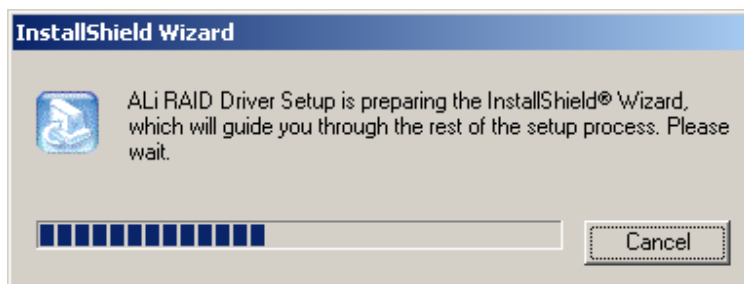 InstallShield Wizard
ALi RAID Driver Setup is preparing the InstallShield® Wizard,
which will guide you through the rest of the setup process. Please
wait.
Cancel